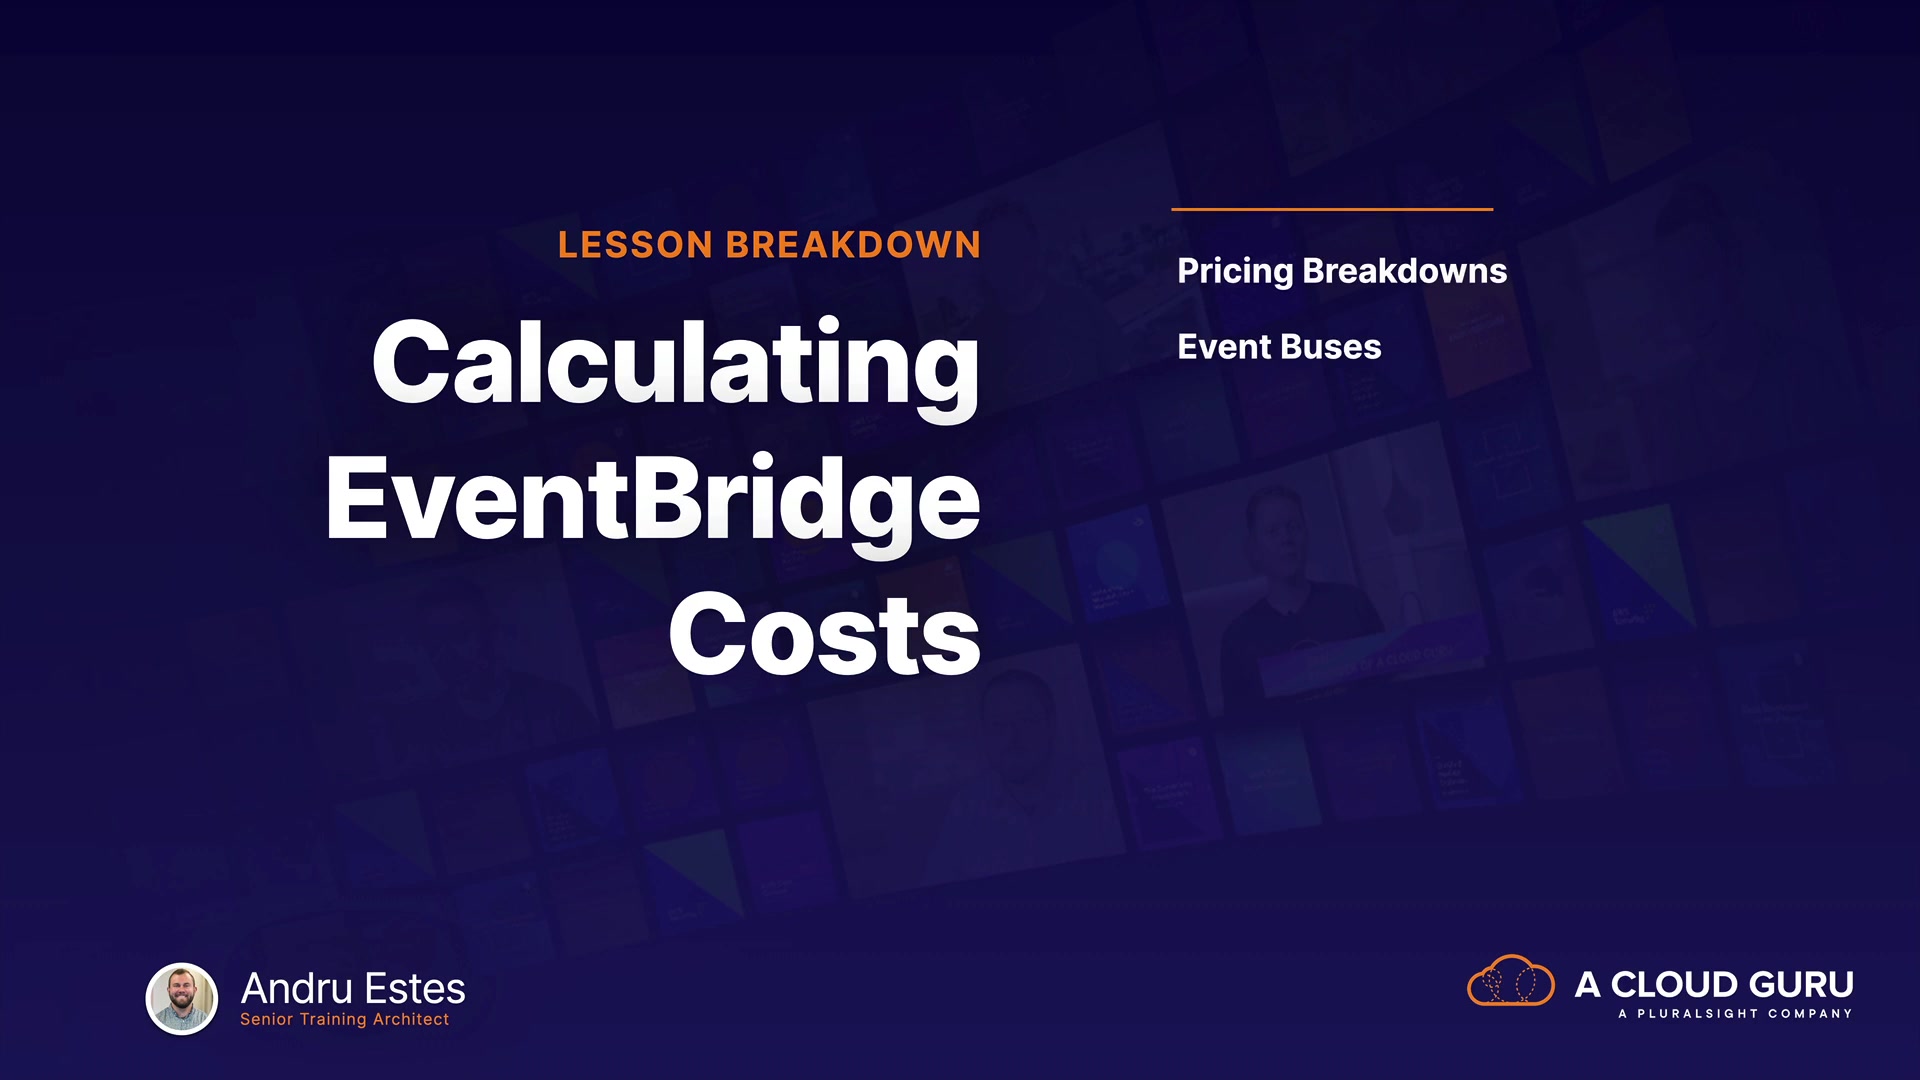 LESSON BREAKDOWN
Calculating
EventBridge
Costs
Pricing Breakdowns
Event Buses
Andru Estes
Senior Training Architect
A CLOUD GURU
A PLURALSIGHT COMPANY